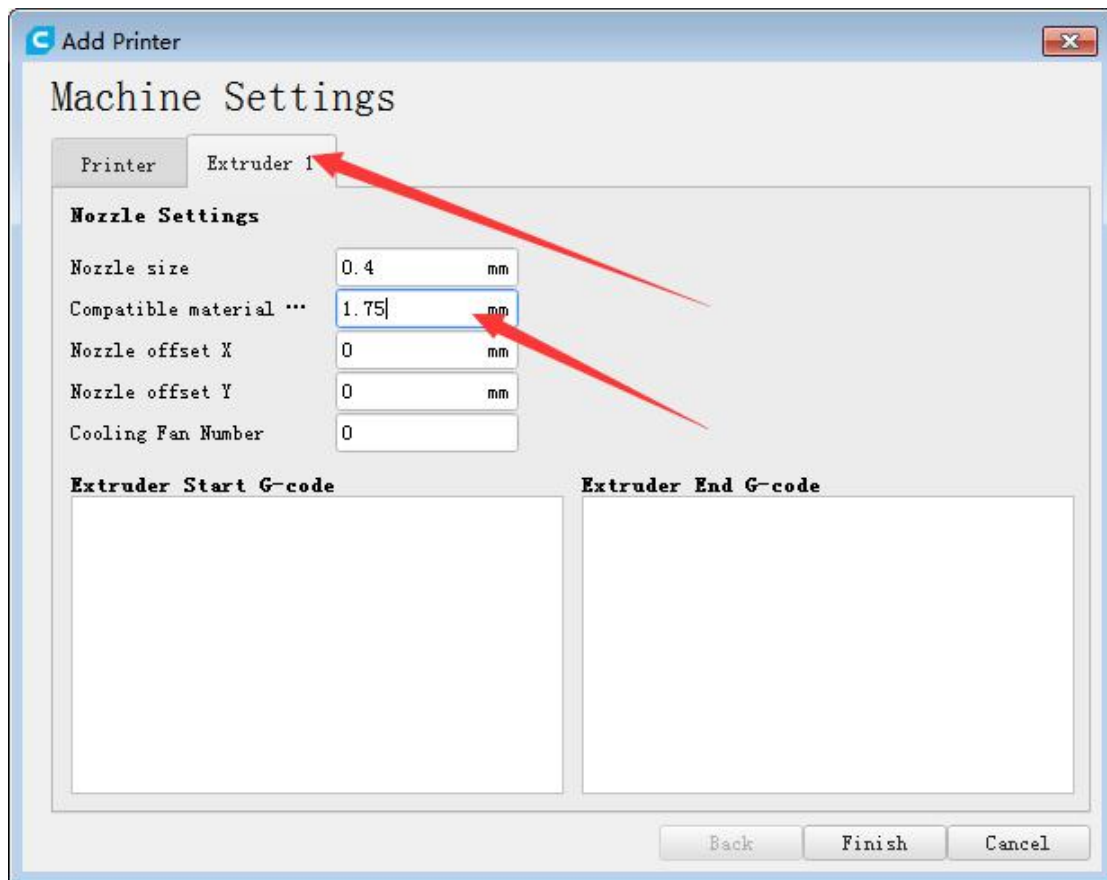 Add Printer
Machine Settings
Printer Extruder 1
Nozzle Settings
Nozzle size 0.4 mm
Compatible material ··· 1.75 mm
Nozzle offset X 0 mm
Nozzle offset Y 0 mm
Cooling Fan Number 0
Extruder Start G-code Extruder End G-code
Back Finish Cancel